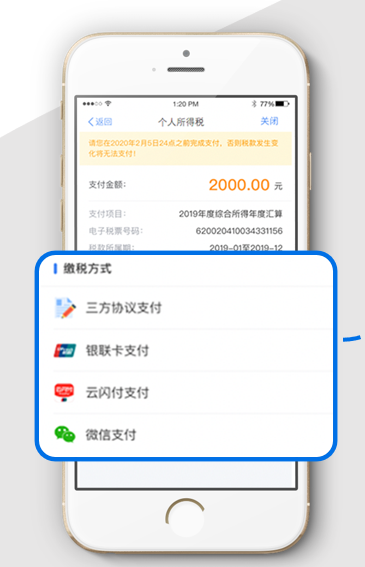 1:20 PM
77%
返回
个人所得税
关闭
请您在2020年2月5日24点之前完成支付，否则税款发生变
化将无法支付！
支付金额：
2000.00 元
支付项目：
2019年度综合所得年度汇算
电子税票号码：
620020410034331156
税款所属期：
2019-01至2019-12
缴税方式
三方协议支付
银联卡支付
云闪付支付
微信支付